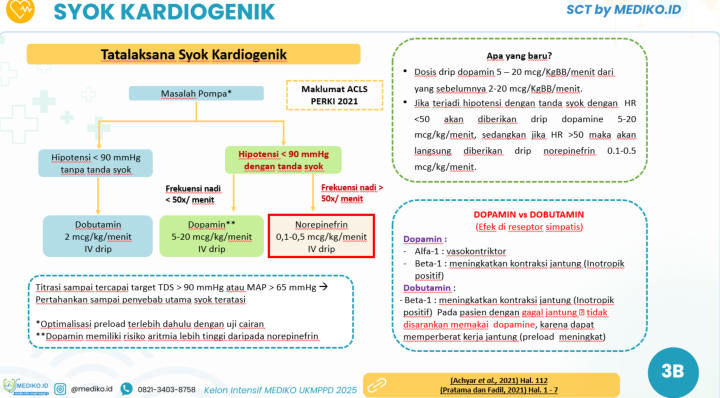 SYOK KARDIOGENIK
SCT by MEDIKO.ID
Tatalaksana Syok Kardiogenik
Masalah Pompa*
Maklumat ACLS
PERKI 2021
Hipotensi < 90 mmHg
tanpa tanda syok
Hipotensi < 90 mmHg
dengan tanda syok
Frekuensi nadi
< 50x/ menit
Frekuensi nadi >
50x/ menit
Dobutamin
2 mcg/kg/menit
IV drip
Dopamin**
5-20 mcg/kg/menit
IV drip
Norepinefrin
0,1-0,5 mcg/kg/menit
IV drip
Titrasi sampai tercapai target TDS > 90 mmHg atau MAP > 65 mmHg →
Pertahankan sampai penyebab utama syok teratasi
*Optimalisasi preload terlebih dahulu dengan uji cairan
**Dopamin memiliki risiko aritmia lebih tinggi daripada norepinefrin
Apa yang baru?
• Dosis drip dopamin 5 – 20 mcg/KgBB/menit dari
yang sebelumnya 2-20 mcg/KgBB/menit.
• Jika terjadi hipotensi dengan tanda syok dengan HR
<50 akan diberikan drip dopamine 5-20
mcg/kg/menit, sedangkan jika HR >50 maka akan
langsung diberikan drip norepinefrin 0.1-0.5
mcg/kg/menit.
DOPAMIN vs DOBUTAMIN
(Efek di reseptor simpatis)
Dopamin :
- Alfa-1 : vasokontriktor
- Beta-1 : meningkatkan kontraksi jantung (Inotropik
positif)
Dobutamin :
- Beta-1 : meningkatkan kontraksi jantung (Inotropik
positif) Pada pasien dengan gagal jantung tidak
disarankan memakai dopamine, karena dapat
memperberat kerja jantung (preload meningkat)
3B
MEDIKO.ID
@mediko.id
0821-3403-8758
Kelon Intensif MEDIKO UKMPPD 2025
(Achyar et al., 2021) Hal. 112
(Pratama dan Fadil, 2021) Hal. 1 - 7